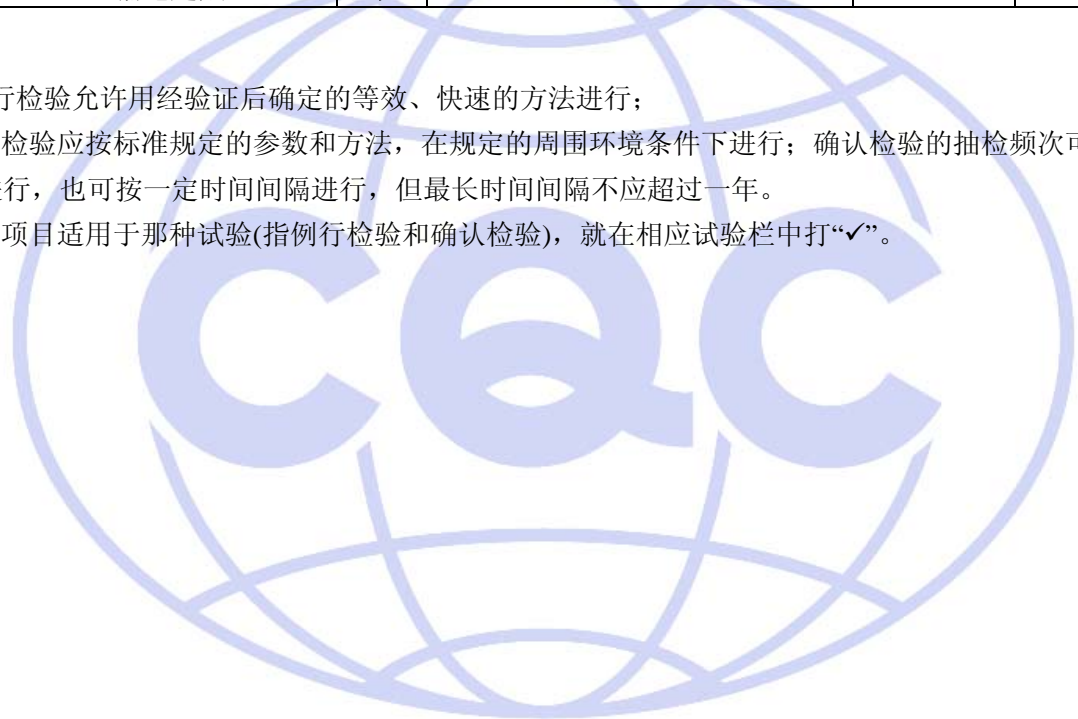 行检验允许用经验证后确定的等效、快速的方法进行；
检验应按标准规定的参数和方法，在规定的周围环境条件下进行；确认检验的抽检频次可
进行，也可按一定时间间隔进行，但最长时间间隔不应超过一年。
项目适用于那种试验(指例行检验和确认检验)，就在相应试验栏中打“✓”。
CQC